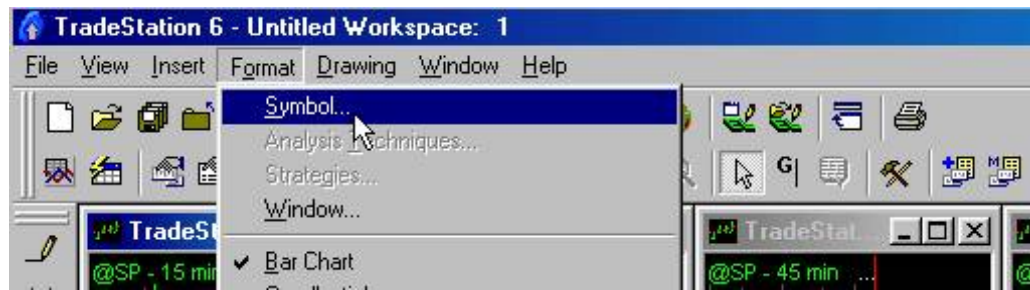 TradeStation 6 - Untitled Workspace: 1
File View Insert Format Drawing Window Help
Symbol...
Analysis Techniques...
Strategies...
Window...
TradeSt
TradeStat...
Bar Chart
@SP - 15 min
@SP - 45 min ...